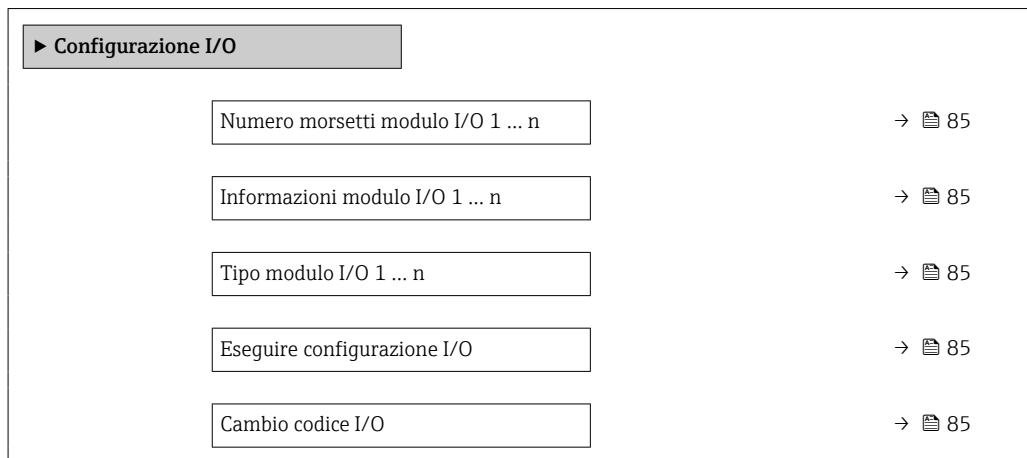 ▶ Configurazione I/O
Numero morsetti modulo I/O 1 … n → 85
Informazioni modulo I/O 1 … n → 85
Tipo modulo I/O 1 … n → 85
Eseguire configurazione I/O → 85
Cambio codice I/O → 85